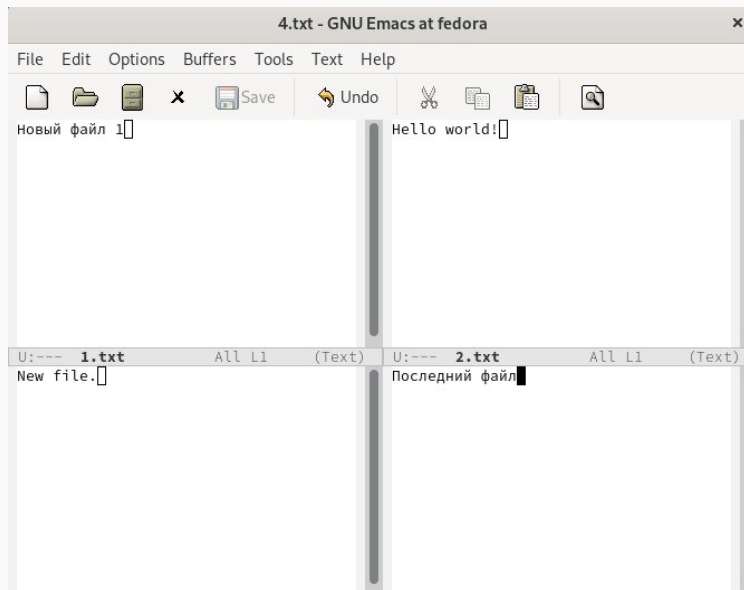 4.txt - GNU Emacs at fedora
File Edit Options Buffers Tools Text Help
Save Undo
Новый файл 1
Hello world!
U:--- 1.txt All L1 (Text)
U:--- 2.txt All L1 (Text)
New file.
Последний файл